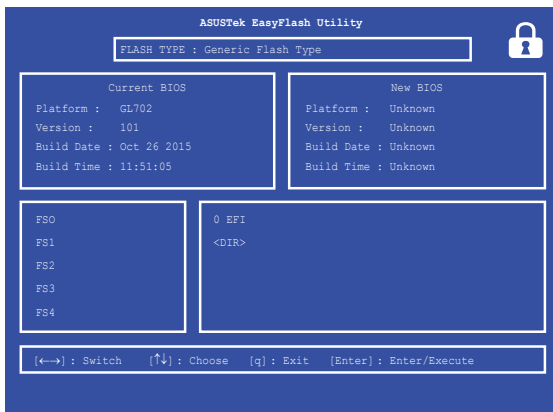 ASUSTek EasyFlash Utility
FLASH TYPE : Generic Flash Type
Current BIOS
Platform : GL702
Version : 101
Build Date : Oct 26 2015
Build Time : 11:51:05
New BIOS
Platform : Unknown
Version : Unknown
Build Date : Unknown
Build Time : Unknown
FSO
FS1
FS2
FS3
FS4
0 EFI
<DIR>
[←→] : Switch [↑↓] : Choose [q] : Exit [Enter] : Enter/Execute